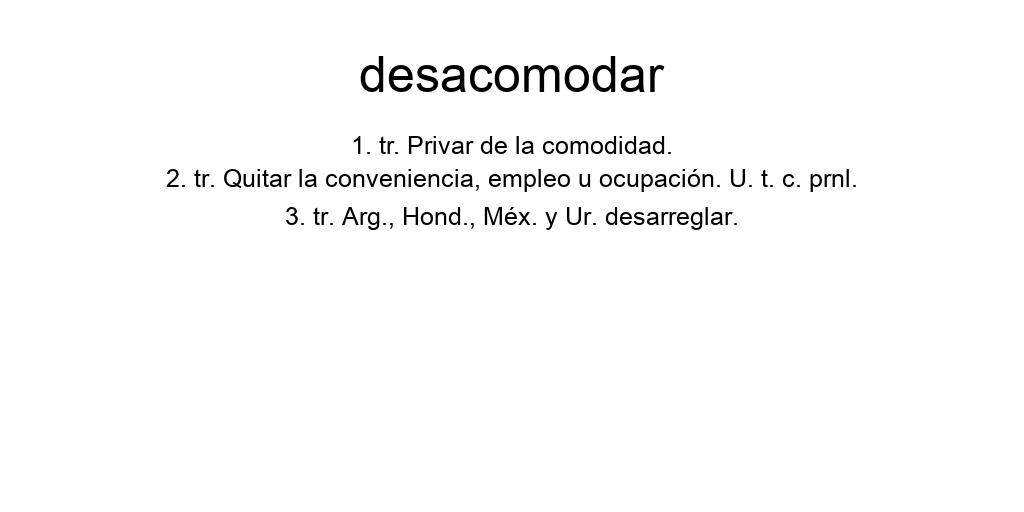 desacomodar
1. tr. Privar de la comodidad.
2. tr. Quitar la conveniencia, empleo u ocupación. U. t. c. prnl.
3. tr. Arg., Hond., Méx. y Ur. desarreglar.